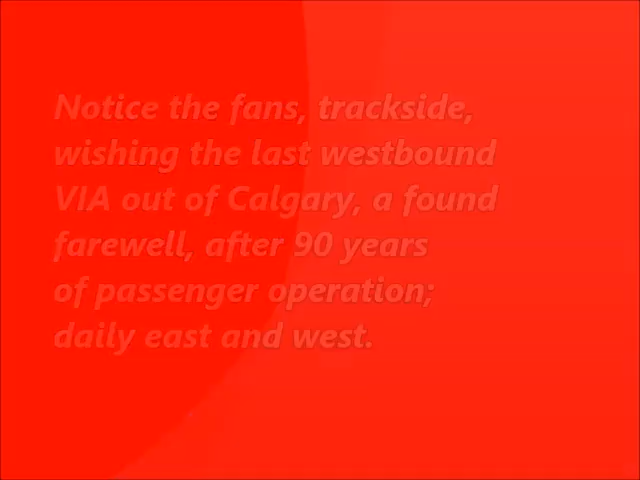 Notice the fans, trackside,
wishing the last westbound
VIA out of Calgary, a found
farewell, after 90 years
of passenger operation;
daily east and west.